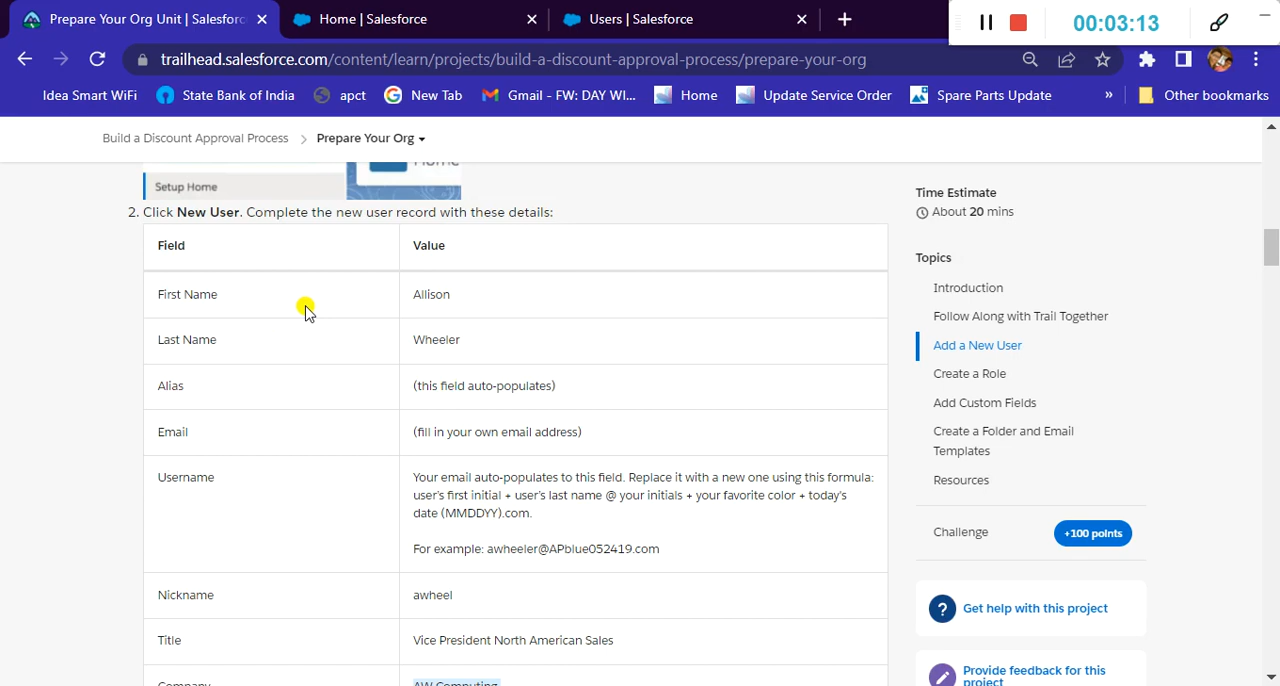 Prepare Your Org Unit | Salesforc
Home | Salesforce
Users | Salesforce
00:03:13
trailhead.salesforce.com/content/learn/projects/build-a-discount-approval-process/prepare-your-org
Idea Smart WiFi
State Bank of India
apct
New Tab
Gmail - FW: DAY WI...
Home
Update Service Order
Spare Parts Update
»
Other bookmarks
Build a Discount Approval Process > Prepare Your Org
Home
Setup Home
2. Click New User. Complete the new user record with these details:
Field Value
First Name Allison
Last Name Wheeler
Alias (this field auto-populates)
Email (fill in your own email address)
Username
Your email auto-populates to this field. Replace it with a new one using this formula:
user's first initial + user's last name @ your initials + your favorite color + today's
date (MMDDYY).com.
For example: awheeler@APblue052419.com
Nickname awheel
Title Vice President North American Sales
Company AW Computing
Time Estimate
About 20 mins
Topics
Introduction
Follow Along with Trail Together
Add a New User
Create a Role
Add Custom Fields
Create a Folder and Email
Templates
Resources
Challenge +100 points
? Get help with this project
Provide feedback for this
project